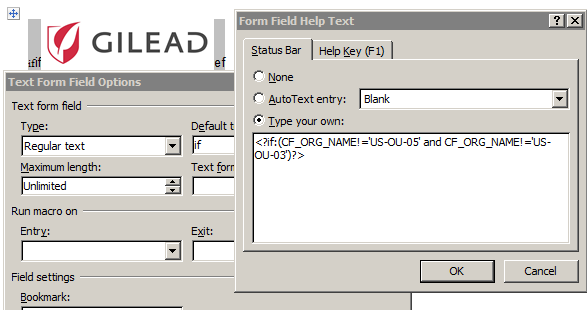 GILEAD
ifif
ef
Text Form Field Options
Text form field
Type:
Default t
Regular text
if
Maximum length:
Text form
Unlimited
Run macro on
Entry:
Exit:
Field settings
Bookmark:
Form Field Help Text
Status Bar
Help Key (F1)
None
AutoText entry:
Blank
Type your own:
<?if:(CF_ORG_NAME!='US-OU-05' and CF_ORG_NAME!='US-
OU-03')?>
OK
Cancel